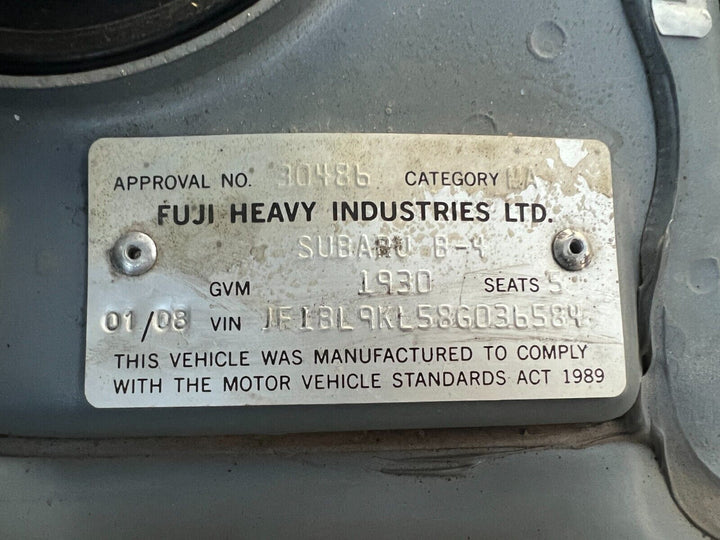 APPROVAL NO. 30486 CATEGORY MA
FUJI HEAVY INDUSTRIES LTD.
SUBARU B-4
GVM 1930 SEATS 5
01/08 VIN JF1BL9KL58G036584
THIS VEHICLE WAS MANUFACTURED TO COMPLY
WITH THE MOTOR VEHICLE STANDARDS ACT 1989